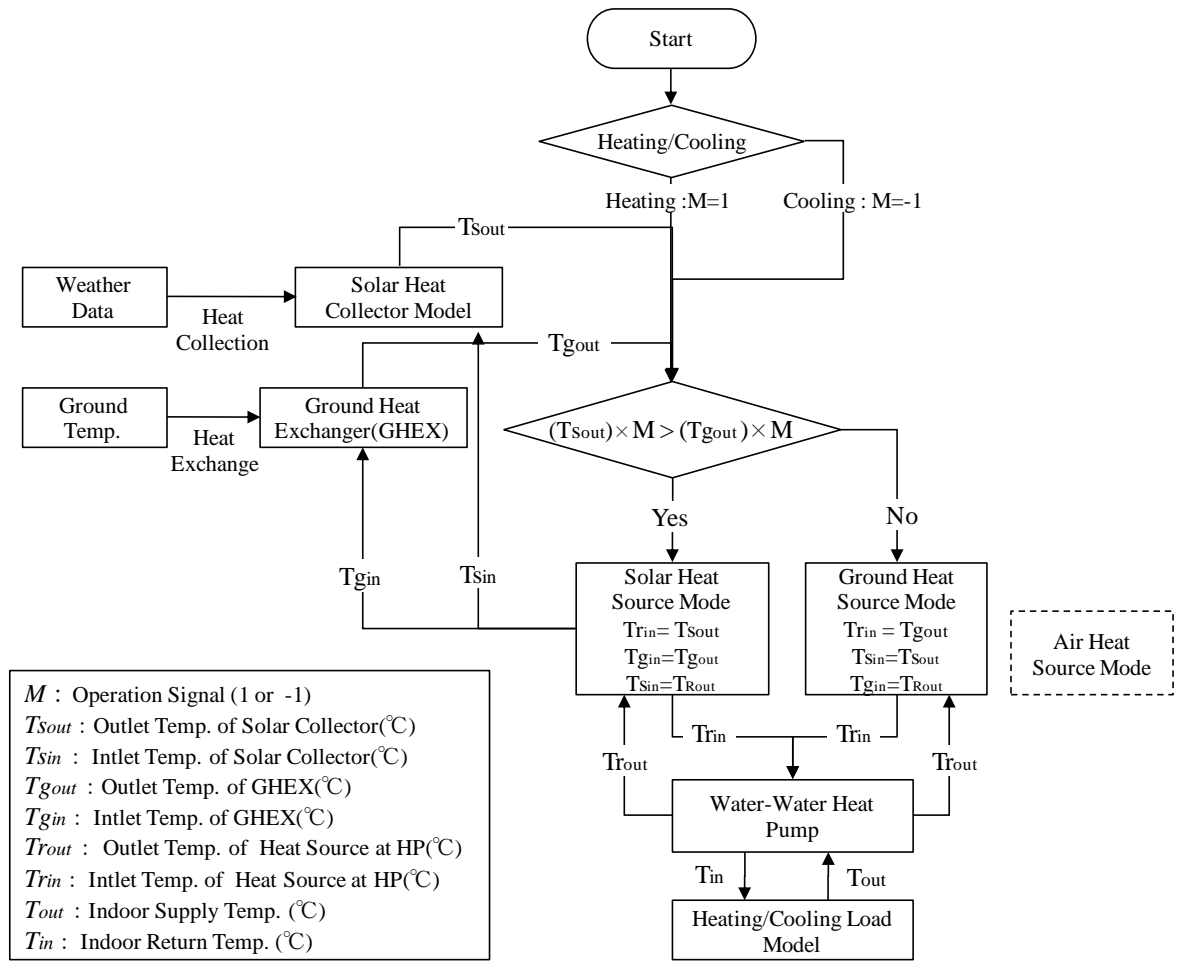 Start
Heating/Cooling
Heating :M=1
Cooling : M=-1
Tsout
Weather
Data
Heat
Collection
Solar Heat
Collector Model
Tgout
Ground
Temp.
Heat
Exchange
Ground Heat
Exchanger(GHEX)
(Tsout)×M>(Tgout)×M
Yes
No
Tgin
Tsin
Solar Heat
Source Mode
Trin= Tsout
Tgin=Tgout
TSin=TRout
Ground Heat
Source Mode
Trin = Tgout
Tsin=Tsout
Tgin=TRout
Air Heat
Source Mode
Trin
Trin
Trout
Trout
Water-Water Heat
Pump
Tin
Tout
Heating/Cooling Load
Model
M : Operation Signal (1 or -1)
Tsout : Outlet Temp. of Solar Collector(℃)
Tsin : Intlet Temp. of Solar Collector(℃)
Tgout : Outlet Temp. of GHEX(℃)
Tgin : Intlet Temp. of GHEX(℃)
Trout : Outlet Temp. of Heat Source at HP(℃)
Trin : Intlet Temp. of Heat Source at HP(℃)
Tout : Indoor Supply Temp. (℃)
Tin : Indoor Return Temp. (℃)